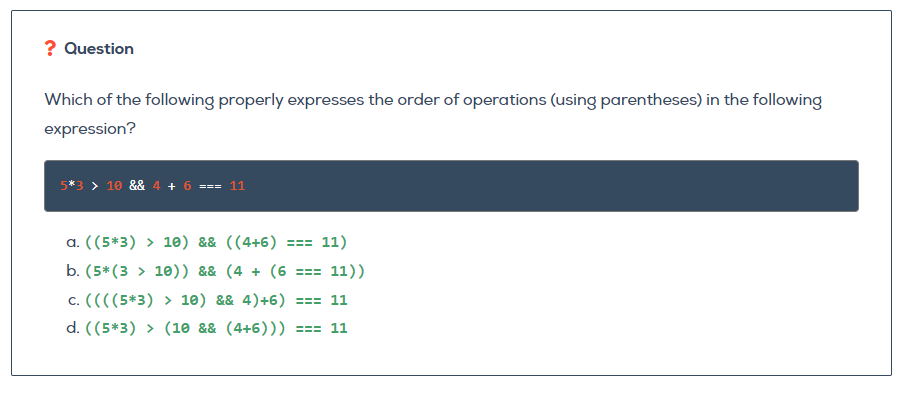 ? Question
Which of the following properly expresses the order of operations (using parentheses) in the following
expression?
5*3 > 10 && 4 + 6 === 11
a. ((5*3) > 10) && ((4+6) === 11)
b. (5*(3 > 10)) && (4 + (6 === 11))
c. ((((5*3) > 10) && 4)+6) === 11
d. ((5*3) > (10 && (4+6))) === 11